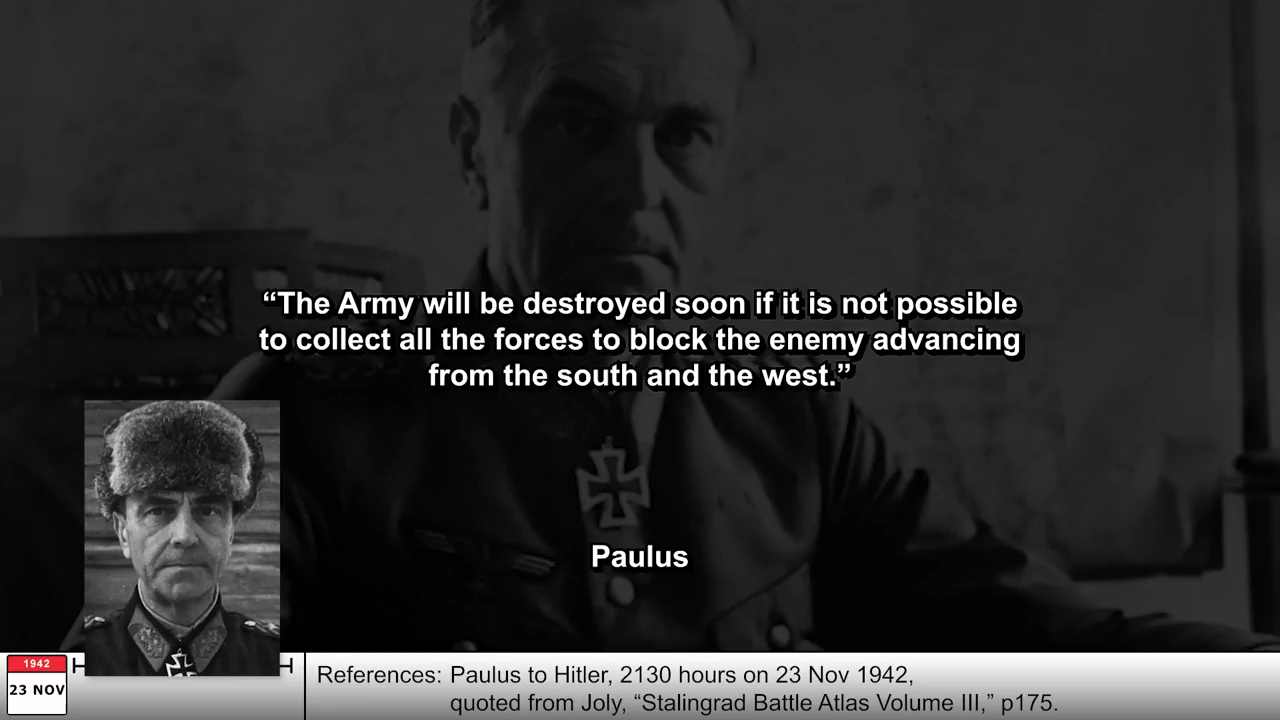 “The Army will be destroyed soon if it is not possible
to collect all the forces to block the enemy advancing
from the south and the west.”
Paulus
1942
23 NOV
References: Paulus to Hitler, 2130 hours on 23 Nov 1942,
quoted from Joly, “Stalingrad Battle Atlas Volume III,” p175.